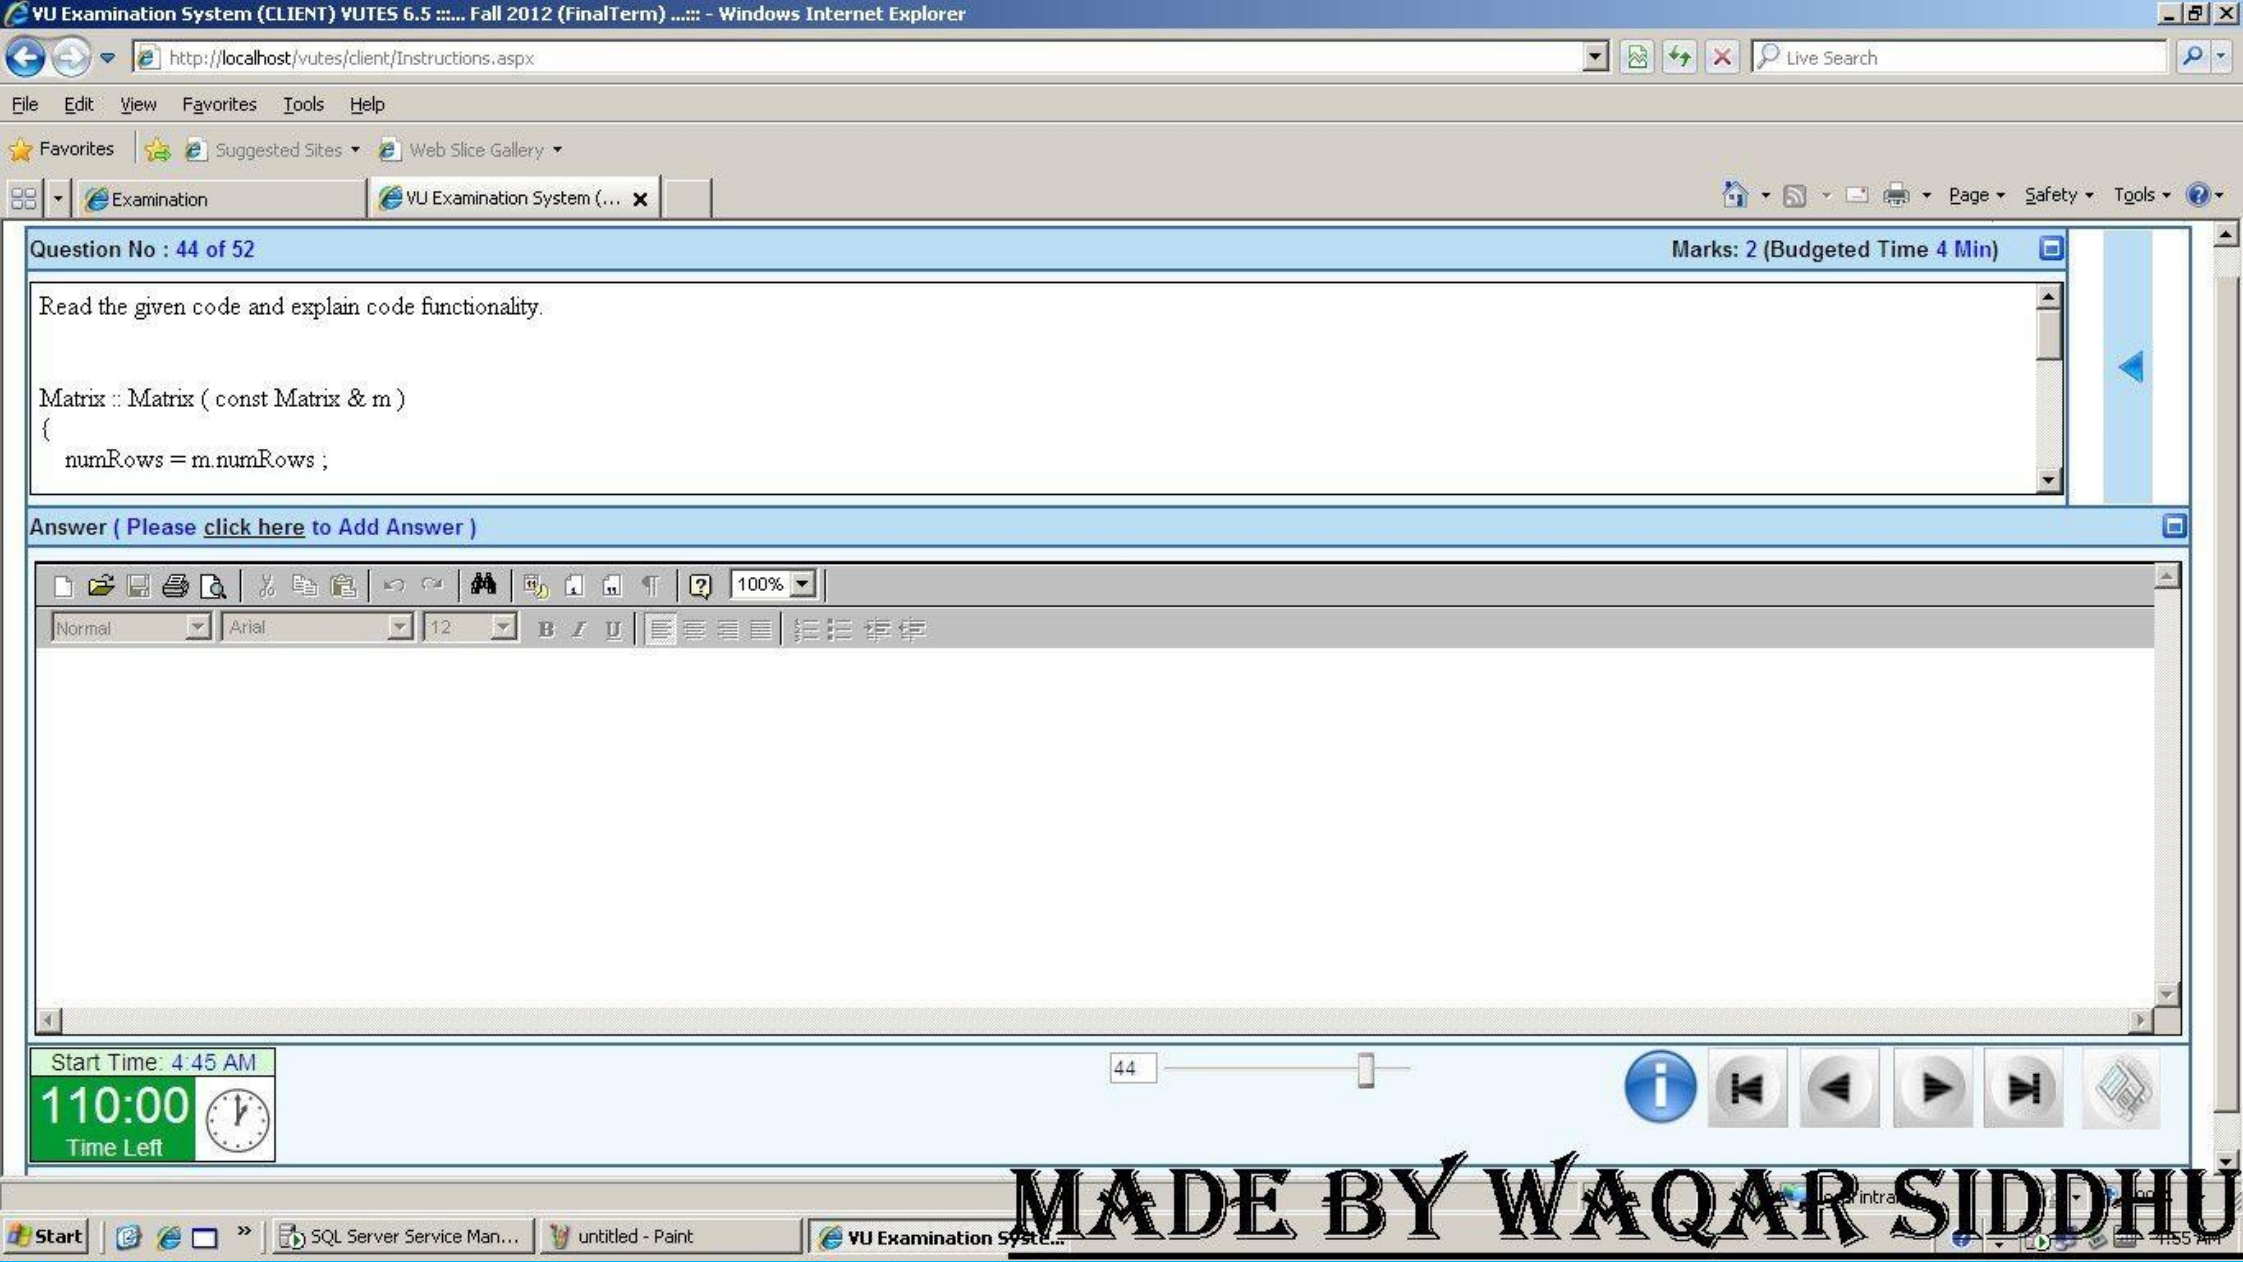 VU Examination System (CLIENT) VUTES 6.5 :::... Fall 2012 (FinalTerm) ...::: - Windows Internet Explorer
http://localhost/vutes/client/Instructions.aspx
Live Search
File Edit View Favorites Tools Help
Favorites Suggested Sites Web Slice Gallery
Examination
VU Examination System (...
Page Safety Tools
Question No : 44 of 52
Marks: 2 (Budgeted Time 4 Min)
Read the given code and explain code functionality.
Matrix :: Matrix ( const Matrix & m )
{
numRows = m.numRows ;
Answer ( Please click here to Add Answer )
100%
Normal Arial 12 B I U
Start Time: 4:45 AM
110:00
Time Left
44
MADE BY WAQAR SIDDHU
Start
SQL Server Service Man...
untitled - Paint
VU Examination Syste...
4:55 AM